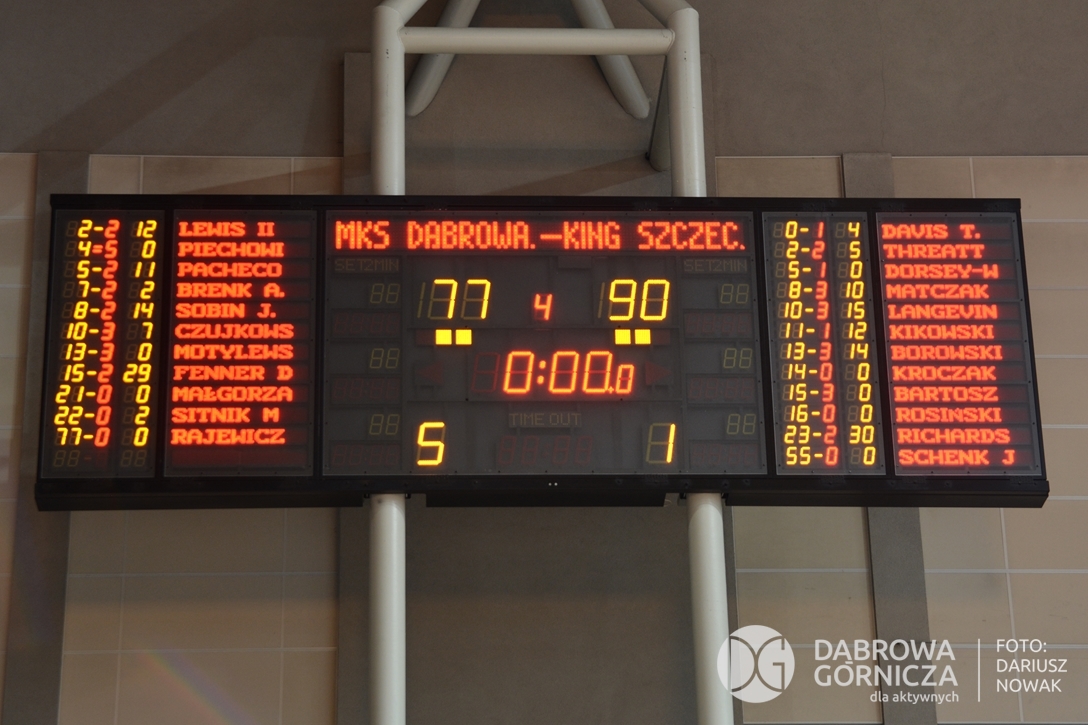 MKS DABROWA.-KING SZCZEC.
2-2 12 LEWIS II
4=5 0 PIECHOWI
5-2 11 PACHECO
7-2 2 BRENK A.
8-2 14 SOBIN J.
10-3 7 CZUJKOWS
13-3 0 MOTYLEWS
15-2 29 FENNER D
21-0 0 MAŁGORZA
22-0 2 SITNIK M
77-0 0 RAJEWICZ
SET2MIN
SET2MIN
77 4 90
0:00.0
TIME OUT
5 1
0-1 4 DAVIS T.
2-2 5 THREATT
5-1 0 DORSEY-W
8-3 10 MATCZAK
10-3 15 LANGEVIN
11-1 12 KIKOWSKI
13-3 14 BOROWSKI
14-0 0 KROCZAK
15-3 0 BARTOSZ
16-0 0 ROSIŃSKI
23-2 30 RICHARDS
55-0 0 SCHENK J
DG
DĄBROWA
GÓRNICZA
dla aktywnych
FOTO:
DARIUSZ
NOWAK